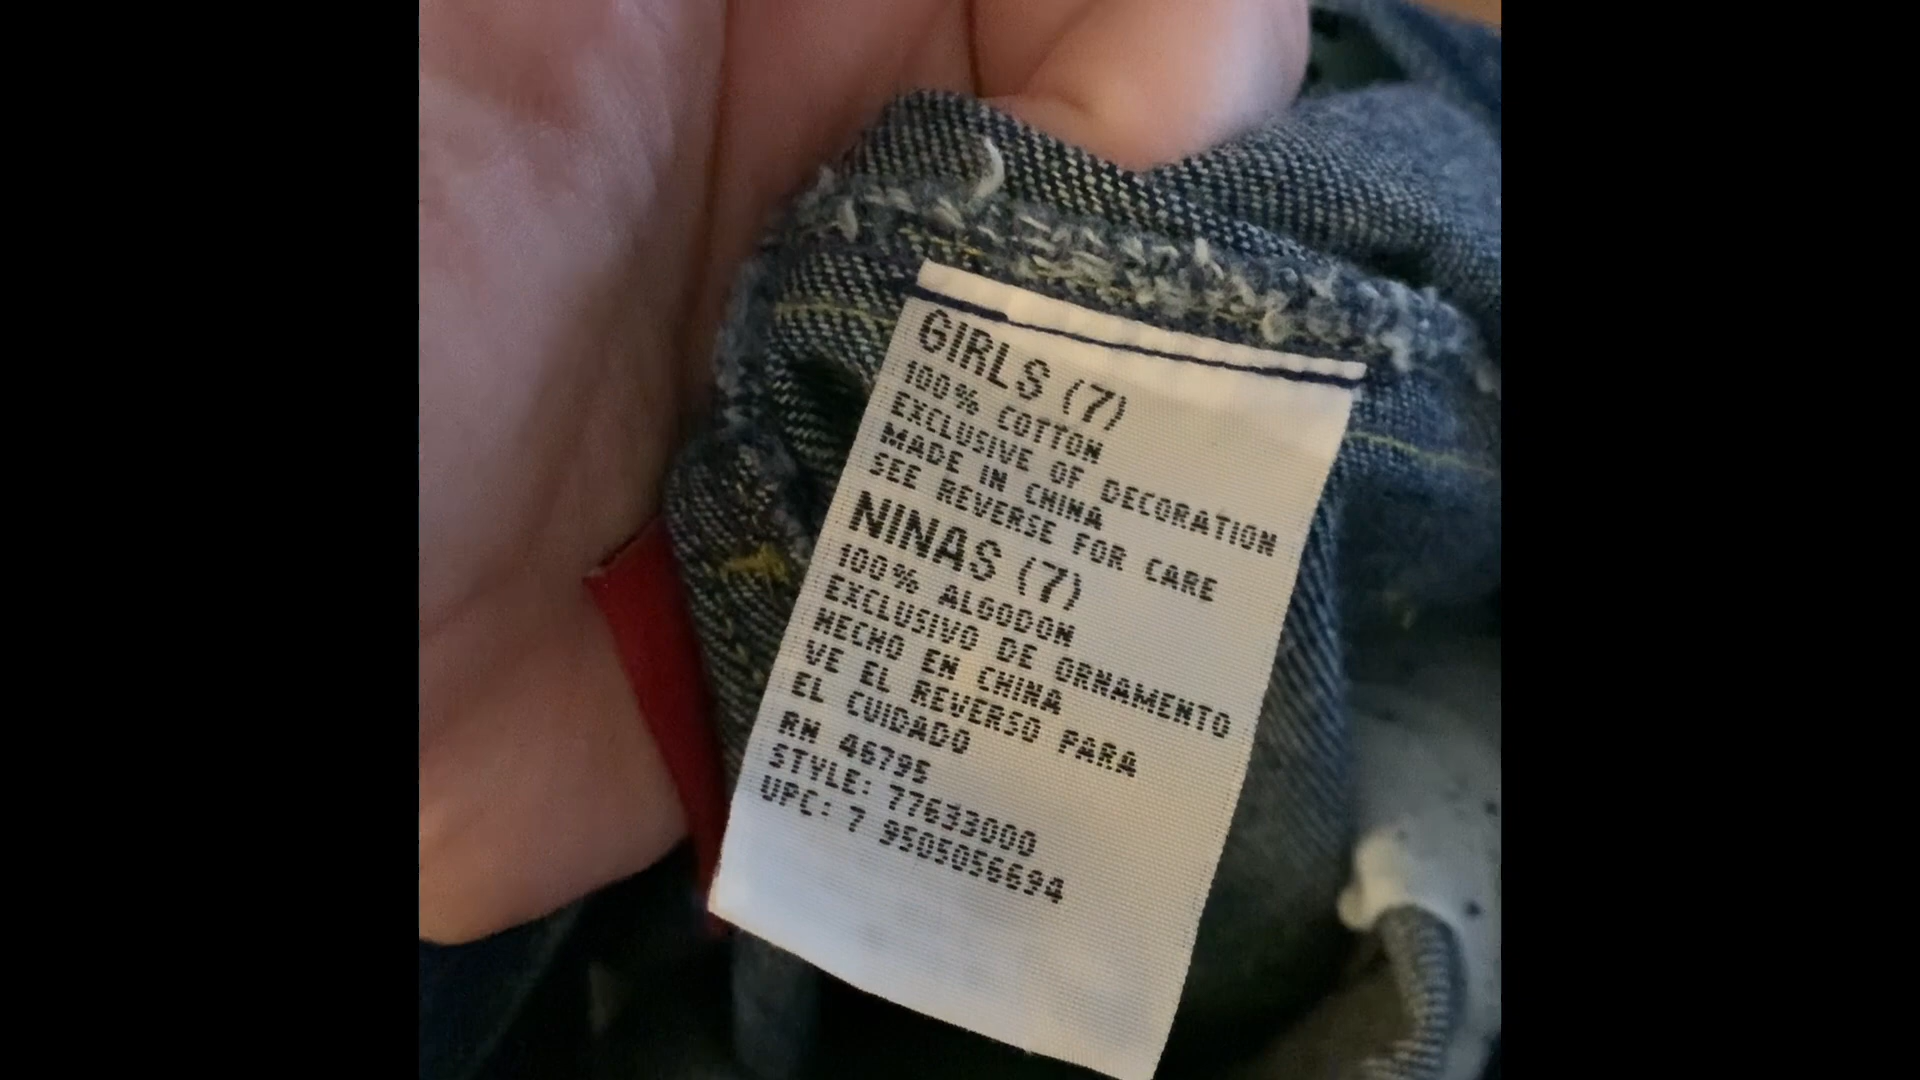 GIRLS (7)
100% COTTON
EXCLUSIVE OF DECORATION
MADE IN CHINA
SEE REVERSE FOR CARE
NINAS (7)
100% ALGODON
EXCLUSIVO DE ORNAMENTO
HECHO EN CHINA
VE EL REVERSO PARA
EL CUIDADO
RN 46795
STYLE: 77633000
UPC: 7 9505056694